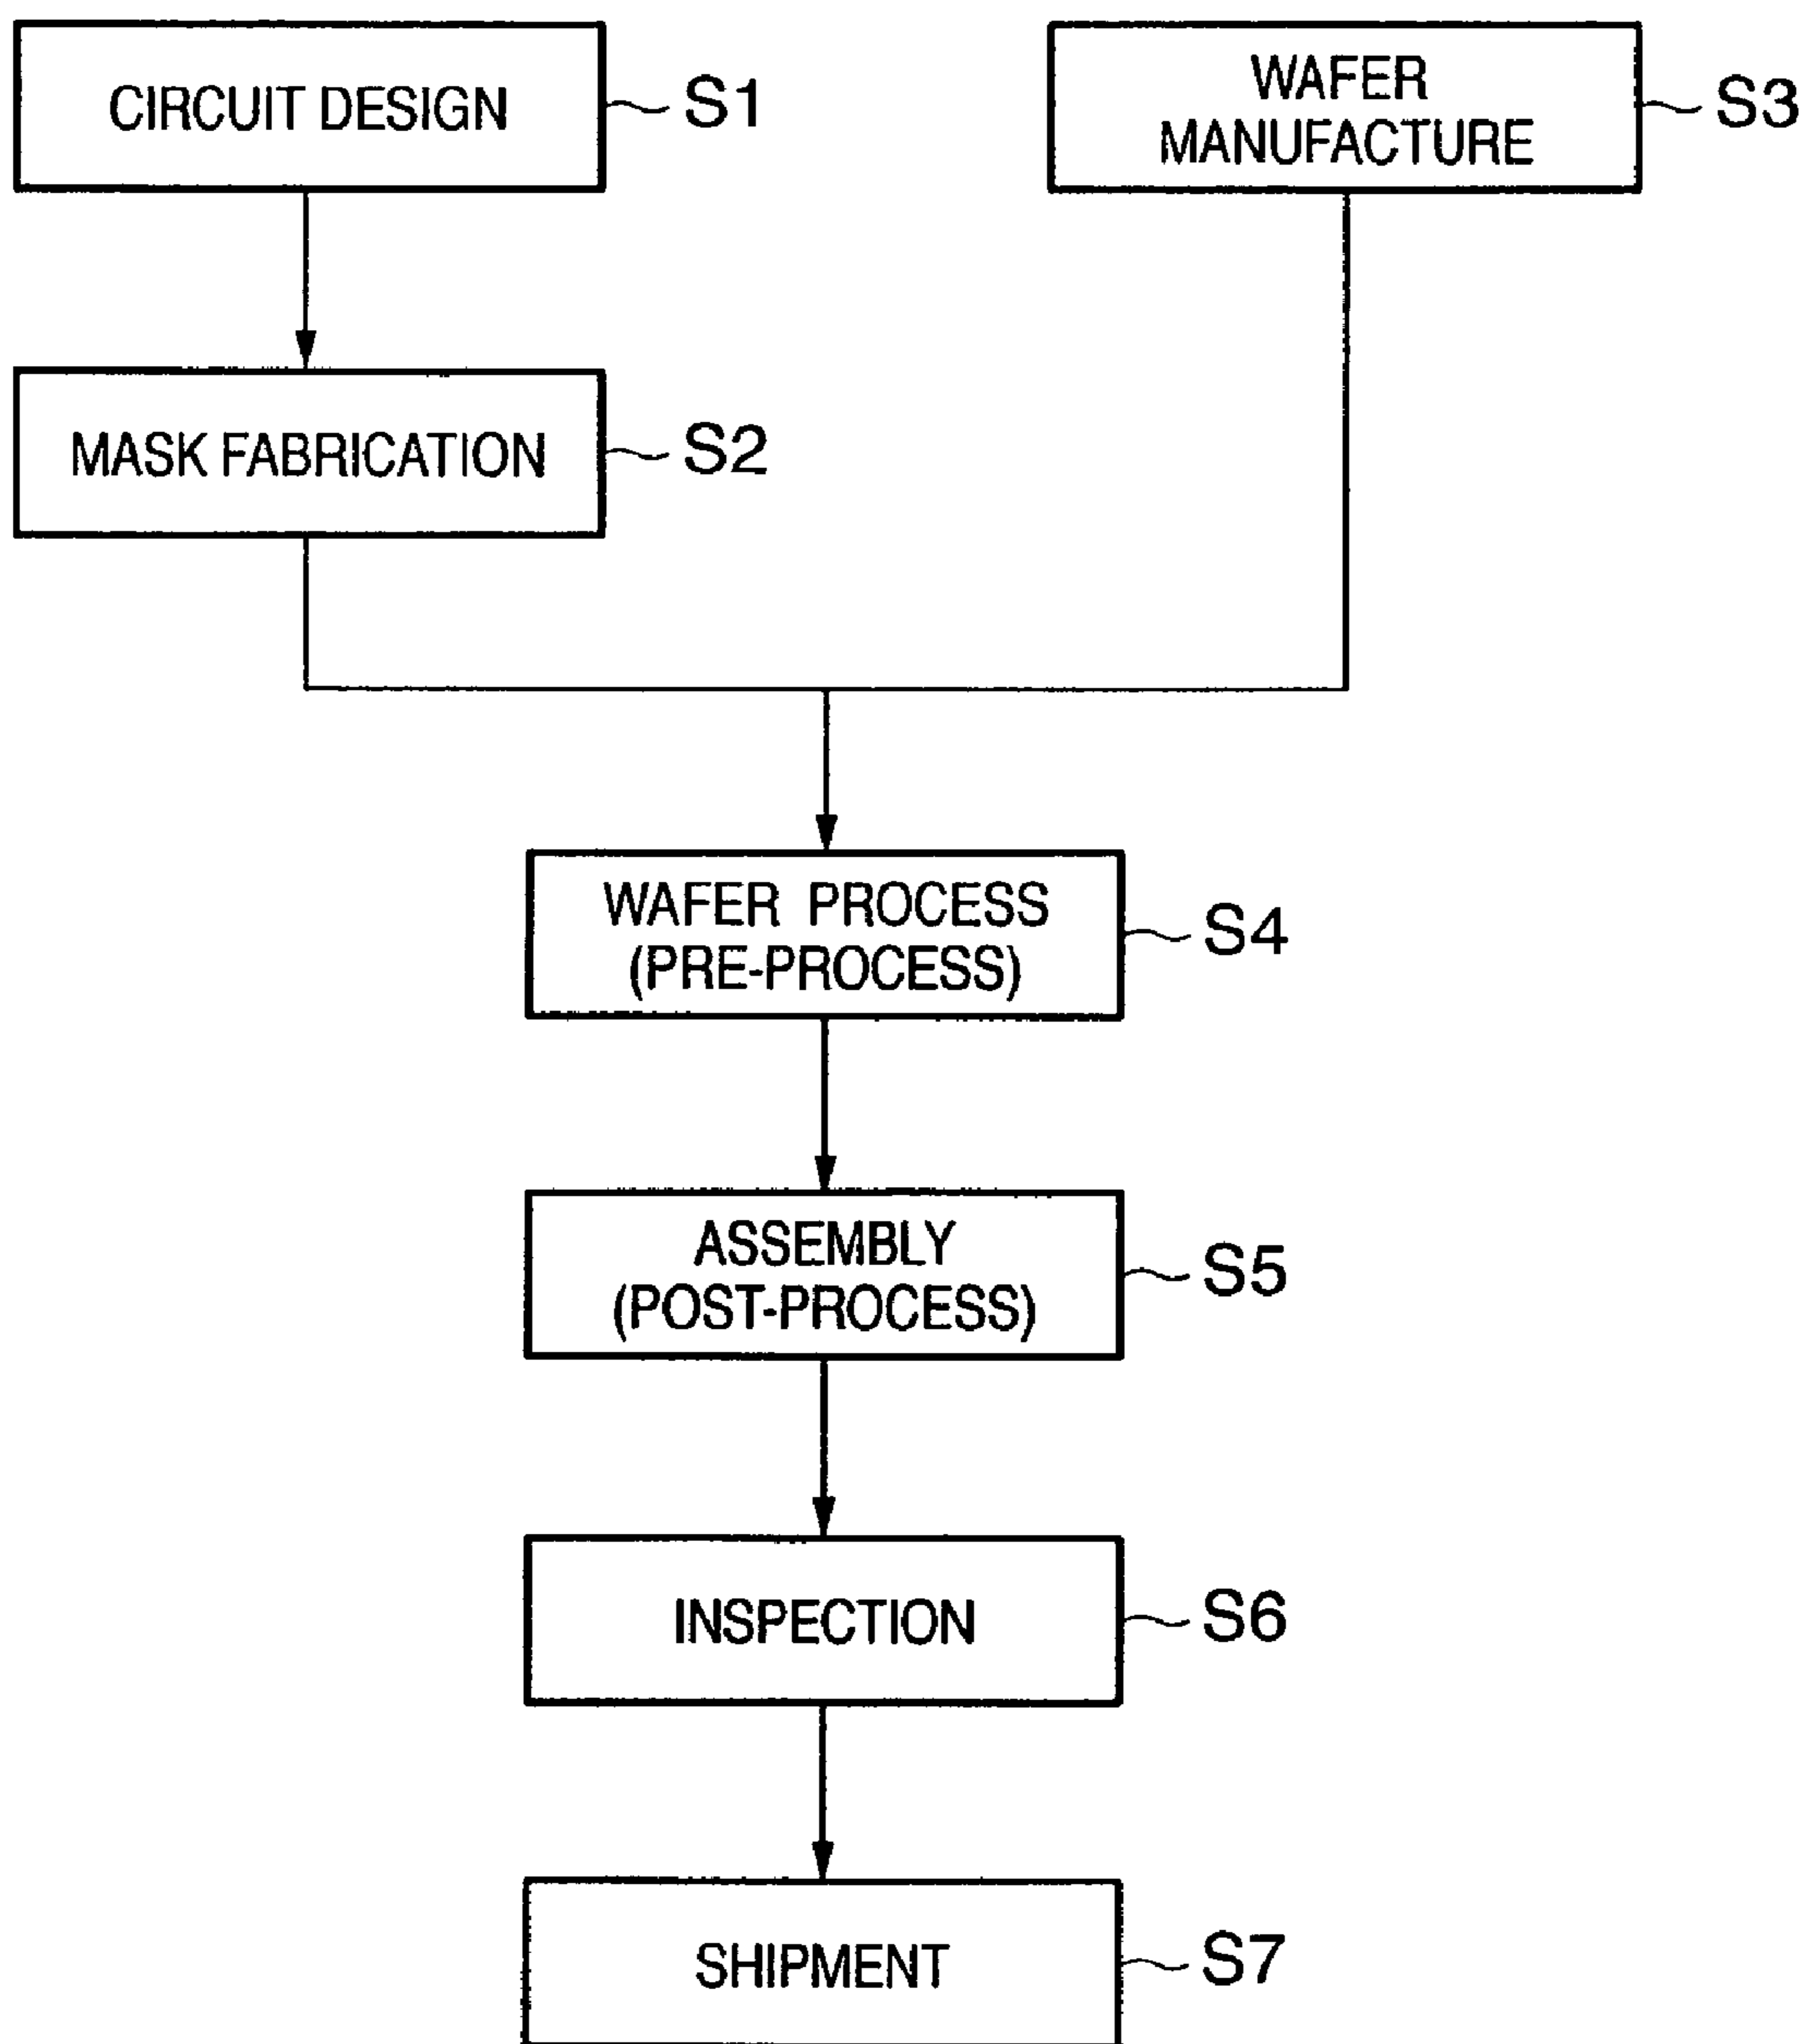 CIRCUIT DESIGN
S1
WAFER
MANUFACTURE
S3
MASK FABRICATION
S2
WAFER PROCESS
(PRE-PROCESS)
S4
ASSEMBLY
(POST-PROCESS)
S5
INSPECTION
S6
SHIPMENT
S7